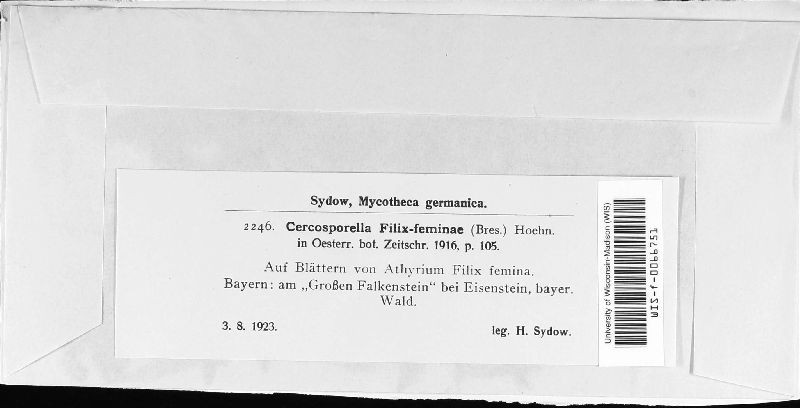 Sydow, Mycotheca germanica.
2246. Cercosporella Filix-feminae (Bres.) Hoehn.
in Oesterr. bot. Zeitschr. 1916, p. 105.
Auf Blättern von Athyrium Filix femina.
Bayern: am „Großen Falkenstein“ bei Eisenstein, bayer.
Wald.
3. 8. 1923. leg. H. Sydow.
University of Wisconsin-Madison (WIS)
WIS-f-0066751